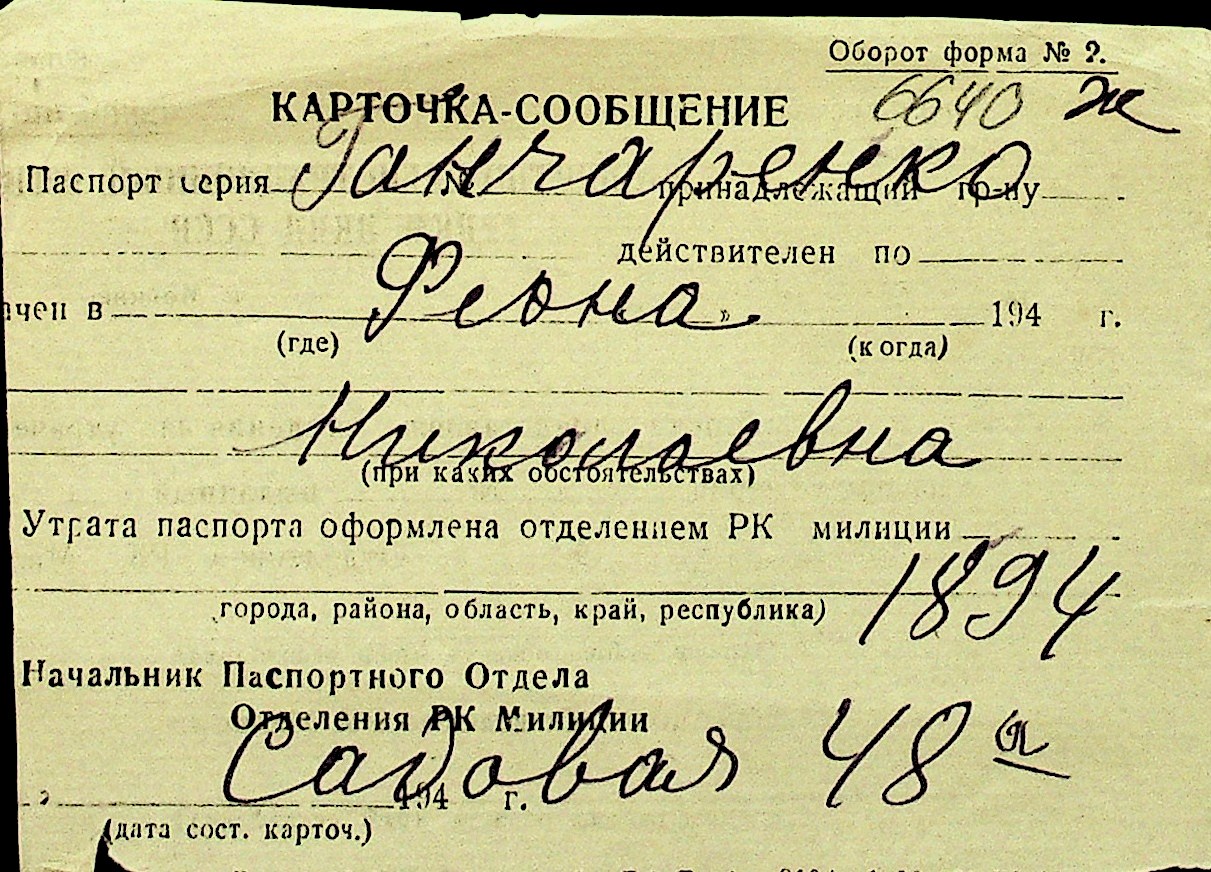 Оборот форма № 2.
КАРТОЧКА-СООБЩЕНИЕ 6640 ж
Ганчаренко
Паспорт серия № принадлежащий гр-ну
действителен по
Феона
ачен в » 194 г.
(где) (когда)
Николаевна
(при каких обстоятельствах)
Утрата паспорта оформлена отделением РК милиции
1894
города, района, область, край, республика)
Начальник Паспортного Отдела
Отделения РК Милиции
Садовая 48 а
194 г.
(дата сост. карточ.)